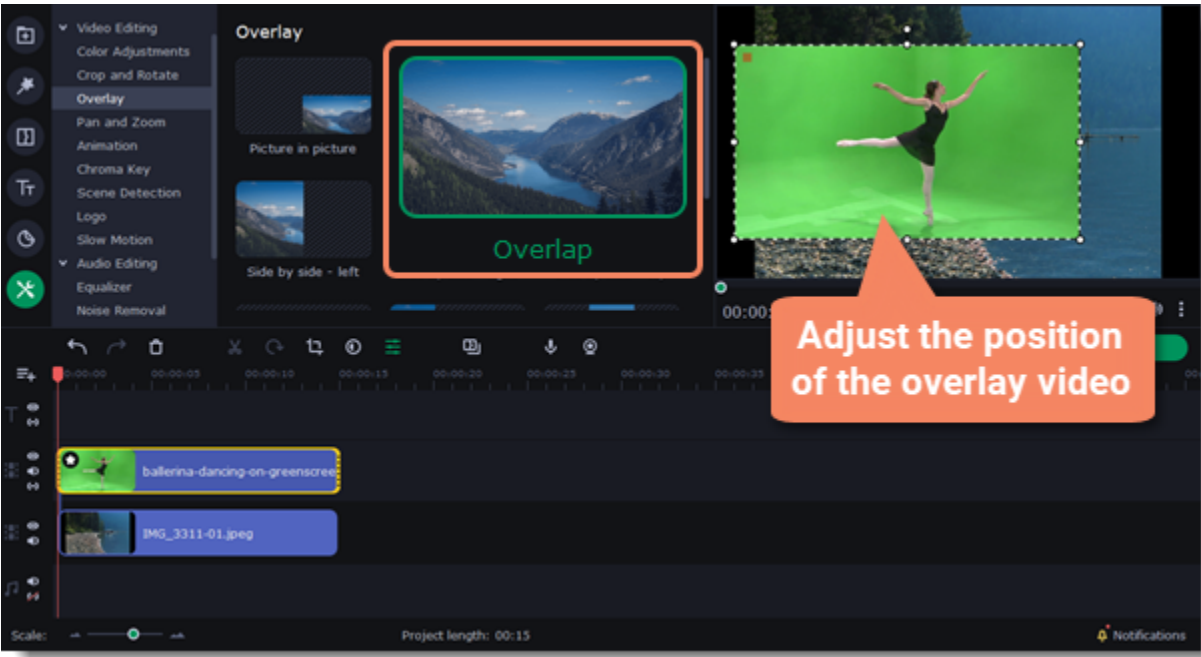 Video Editing
Color Adjustments
Crop and Rotate
Overlay
Pan and Zoom
Animation
Chroma Key
Scene Detection
Logo
Slow Motion
Audio Editing
Equalizer
Noise Removal
Overlay
Picture in picture
Side by side - left
Overlap
00:00:
Adjust the position
of the overlay video
00:00:05
00:00:10
00:00:15
00:00:20
00:00:25
00:00:30
00:00:35
ballerina-dancing-on-greenscree
IMG_3311-01.jpeg
Scale:
Project length: 00:15
Notifications